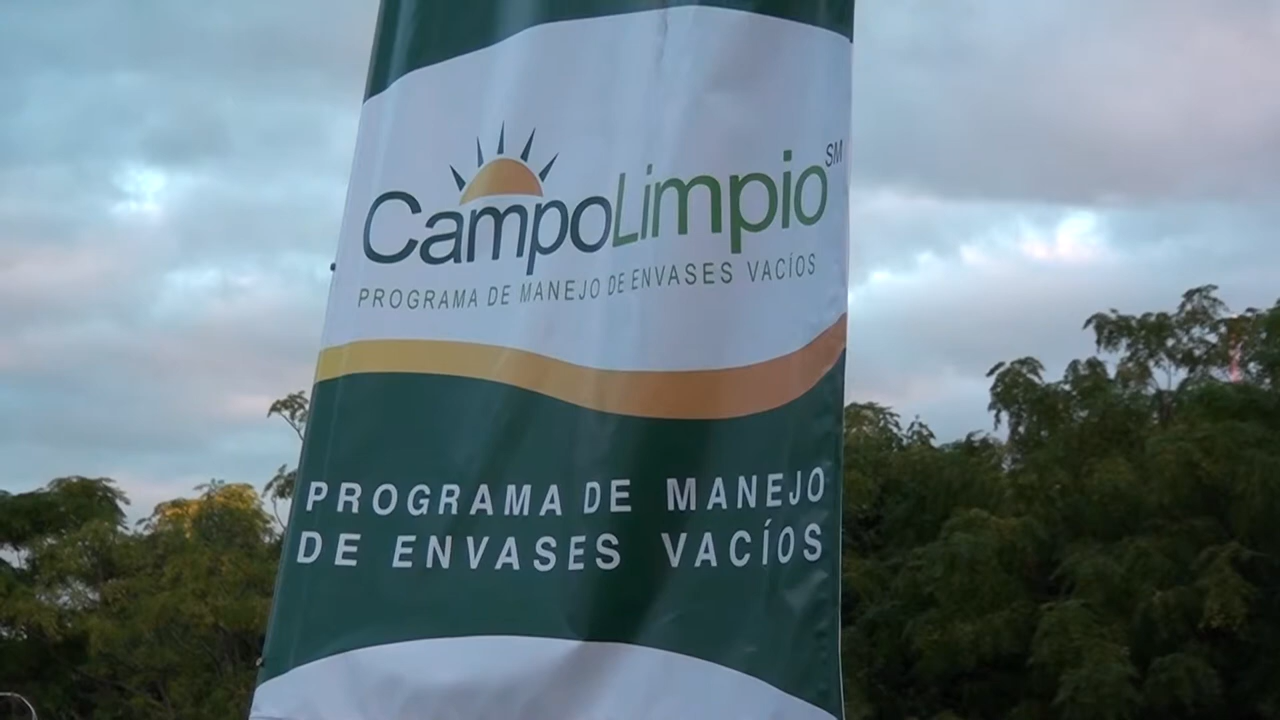 CampoLimpio SM
PROGRAMA DE MANEJO DE ENVASES VACÍOS
PROGRAMA DE MANEJO
DE ENVASES VACÍOS